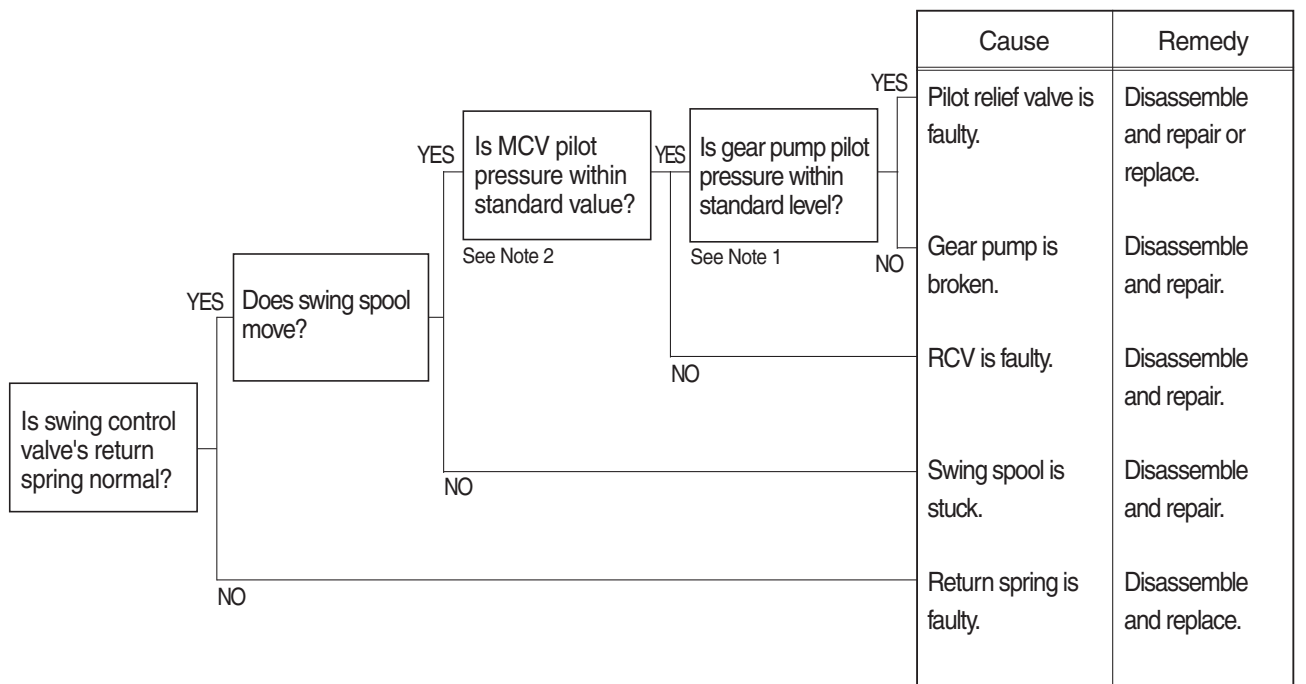 Cause
Remedy
YES
Pilot relief valve is
faulty.
Disassemble
and repair or
replace.
YES
Is MCV pilot
pressure within
standard value?
See Note 2
YES
Is gear pump pilot
pressure within
standard level?
See Note 1
NO
Gear pump is
broken.
Disassemble
and repair.
YES
Does swing spool
move?
NO
RCV is faulty.
Disassemble
and repair.
Is swing control
valve's return
spring normal?
NO
Swing spool is
stuck.
Disassemble
and repair.
NO
Return spring is
faulty.
Disassemble
and replace.